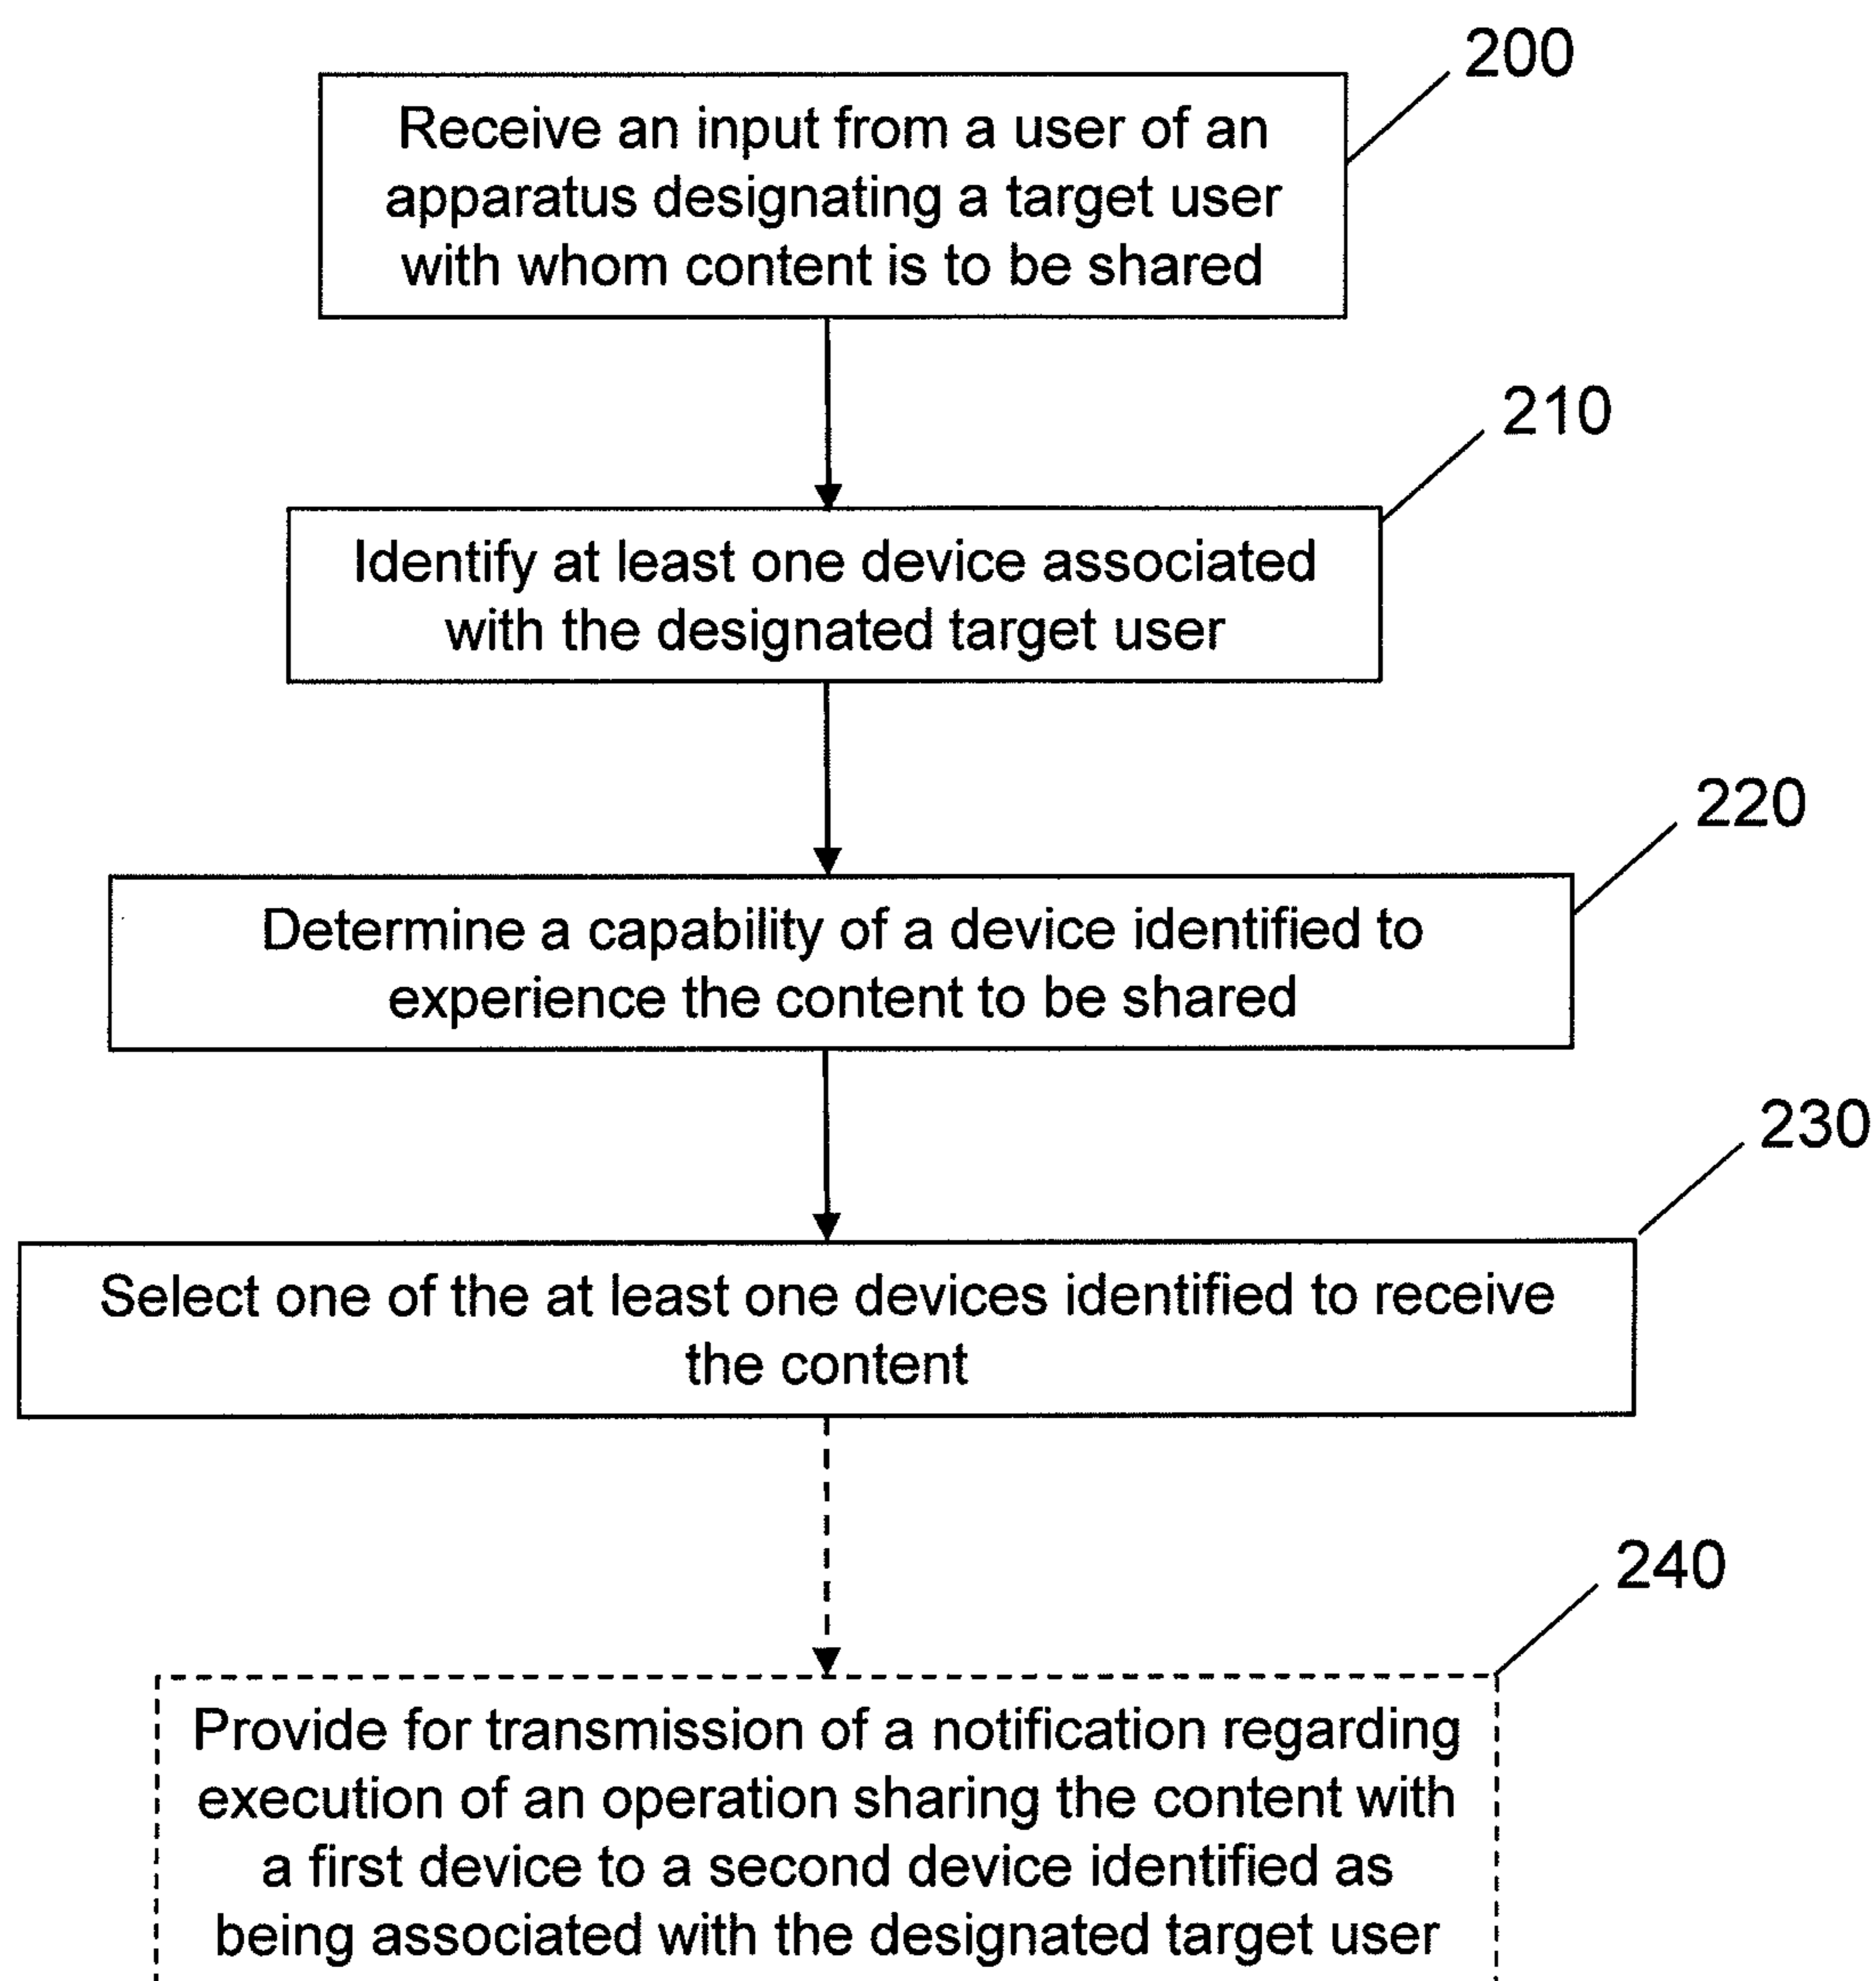 200
Receive an input from a user of an
apparatus designating a target user
with whom content is to be shared
210
Identify at least one device associated
with the designated target user
220
Determine a capability of a device identified to
experience the content to be shared
230
Select one of the at least one devices identified to receive
the content
240
Provide for transmission of a notification regarding
execution of an operation sharing the content with
a first device to a second device identified as
being associated with the designated target user